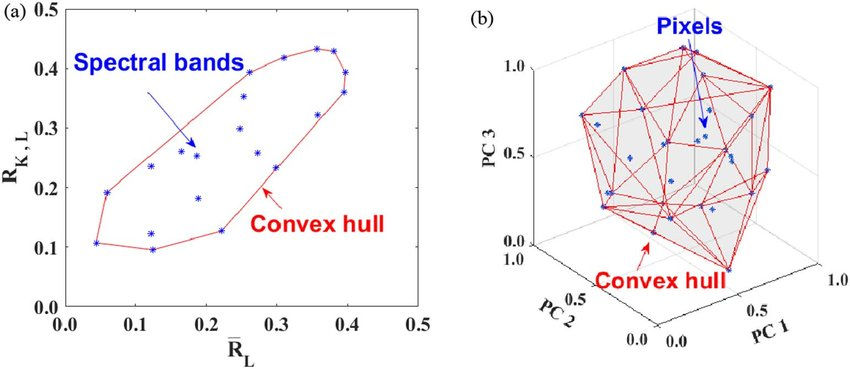 (a)
0.5
0.4
0.3
0.2
0.1
0.0
R_K,L
Spectral bands
Convex hull
0.0 0.1 0.2 0.3 0.4 0.5
R̅_L
(b)
Pixels
1.0
0.5
0.0
PC 3
1.0
0.5
0.0
PC 2
Convex hull
0.0
0.5
1.0
PC 1